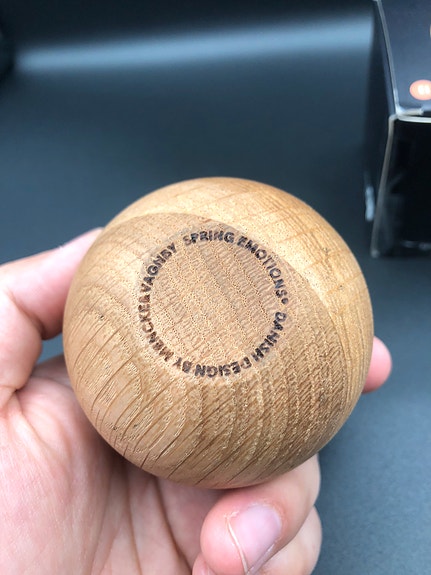 SPRING EMOTIONS® DANISH DESIGN BY MENCKE&VAGNBY